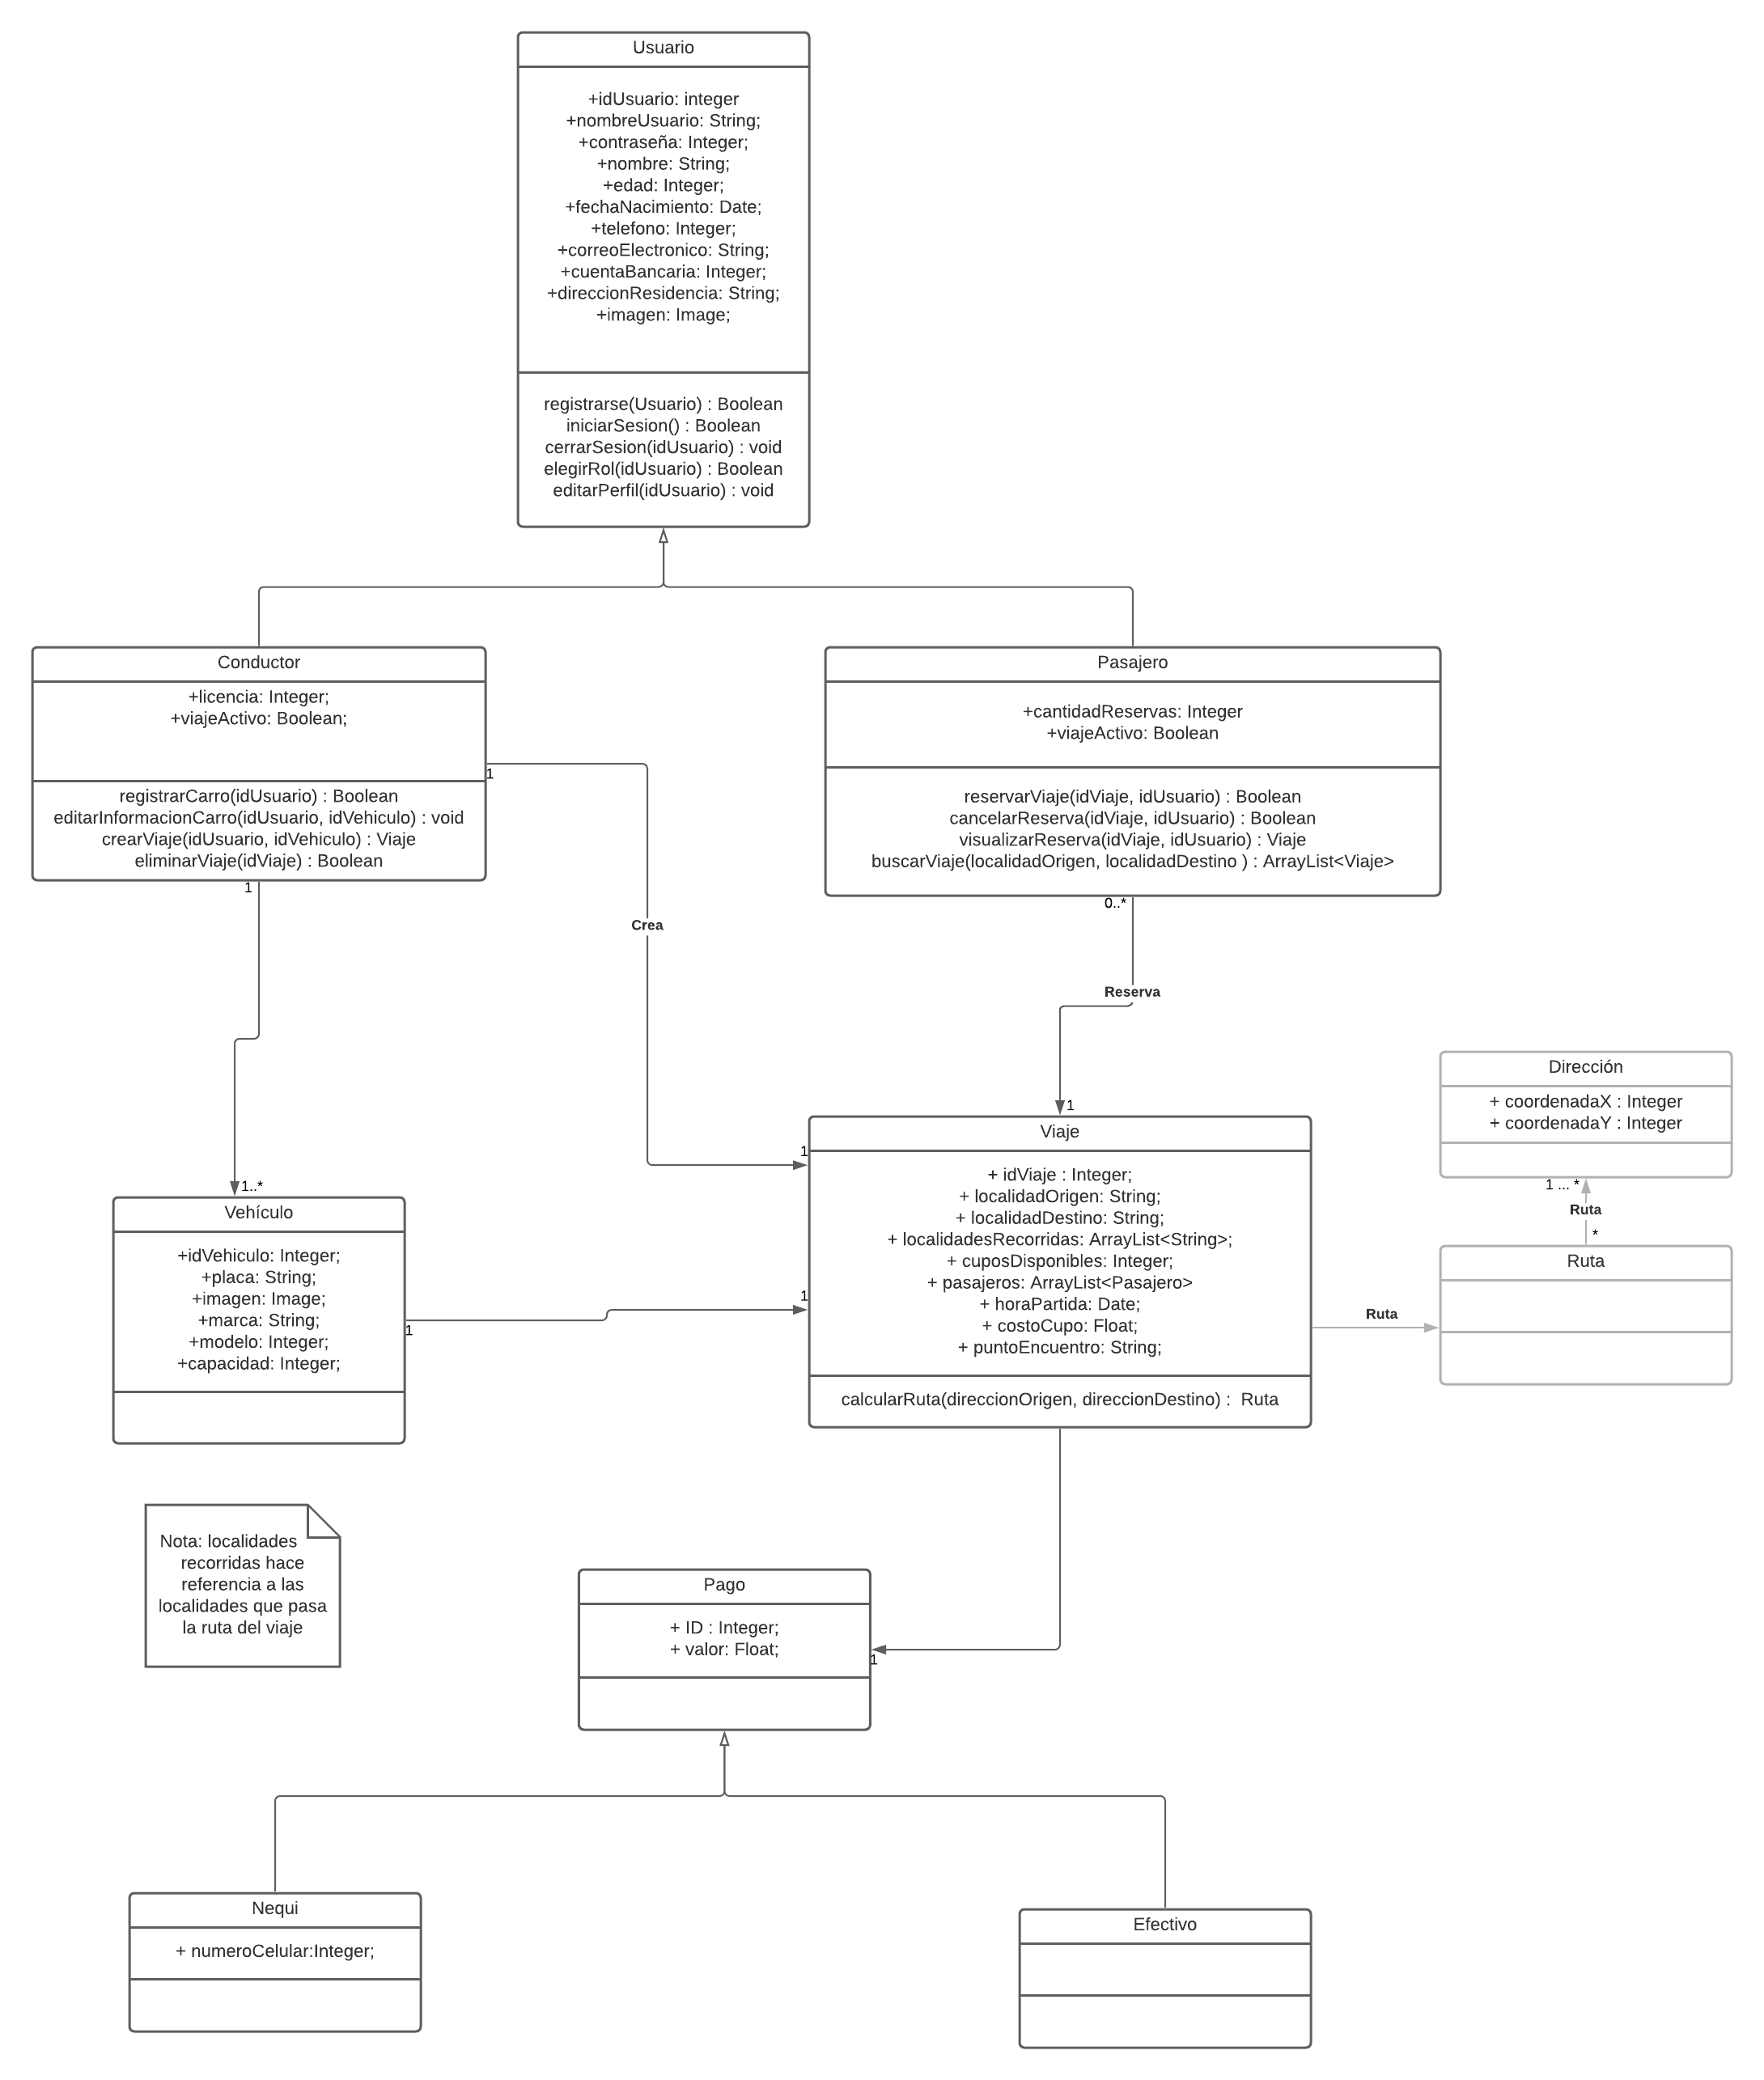 Usuario
+idUsuario: integer
+nombreUsuario: String;
+contraseña: Integer;
+nombre: String;
+edad: Integer;
+fechaNacimiento: Date;
+telefono: Integer;
+correoElectronico: String;
+cuentaBancaria: Integer;
+direccionResidencia: String;
+imagen: Image;
registrarse(Usuario) : Boolean
iniciarSesion() : Boolean
cerrarSesion(idUsuario) : void
elegirRol(idUsuario) : Boolean
editarPerfil(idUsuario) : void
Conductor
+licencia: Integer;
+viajeActivo: Boolean;
registrarCarro(idUsuario) : Boolean
editarInformacionCarro(idUsuario, idVehiculo) : void
crearViaje(idUsuario, idVehiculo) : Viaje
eliminarViaje(idViaje) : Boolean
1
1
Crea
Pasajero
+cantidadReservas: Integer
+viajeActivo: Boolean
reservarViaje(idViaje, idUsuario) : Boolean
cancelarReserva(idViaje, idUsuario) : Boolean
visualizarReserva(idViaje, idUsuario) : Viaje
buscarViaje(localidadOrigen, localidadDestino ) : ArrayList<Viaje>
0..*
Reserva
1
1
1..*
Vehículo
+idVehiculo: Integer;
+placa: String;
+imagen: Image;
+marca: String;
+modelo: Integer;
+capacidad: Integer;
1
1
Viaje
+ idViaje : Integer;
+ localidadOrigen: String;
+ localidadDestino: String;
+ localidadesRecorridas: ArrayList<String>;
+ cuposDisponibles: Integer;
+ pasajeros: ArrayList<Pasajero>
+ horaPartida: Date;
+ costoCupo: Float;
+ puntoEncuentro: String;
calcularRuta(direccionOrigen, direccionDestino) :  Ruta
Dirección
+ coordenadaX : Integer
+ coordenadaY : Integer
1 ... *
Ruta
*
Ruta
Ruta
Nota: localidades
recorridas hace
referencia a las
localidades que pasa
la ruta del viaje
Pago
+ ID : Integer;
+ valor: Float;
1
Nequi
+ numeroCelular:Integer;
Efectivo